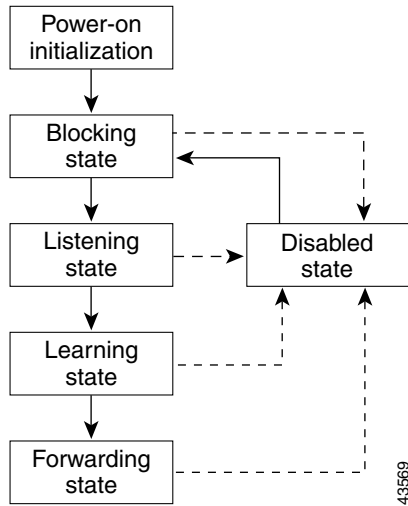 Power-on
initialization
Blocking
state
Listening
state
Disabled
state
Learning
state
Forwarding
state
43569